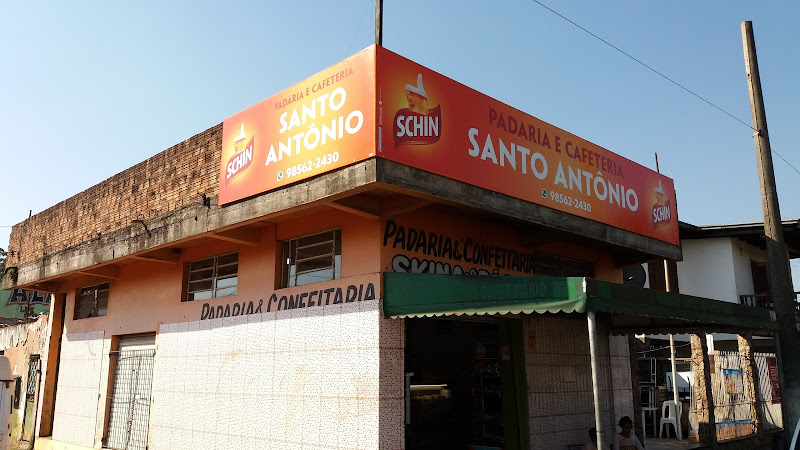 PADARIA E CAFETERIA
SANTO
ANTÔNIO
98562-2430
SCHIN
SCHIN
PADARIA E CAFETERIA
SANTO ANTÔNIO
98562-2430
SCHIN
PADARIA & CONFEITARIA
PADARIA & CONFEITARIA